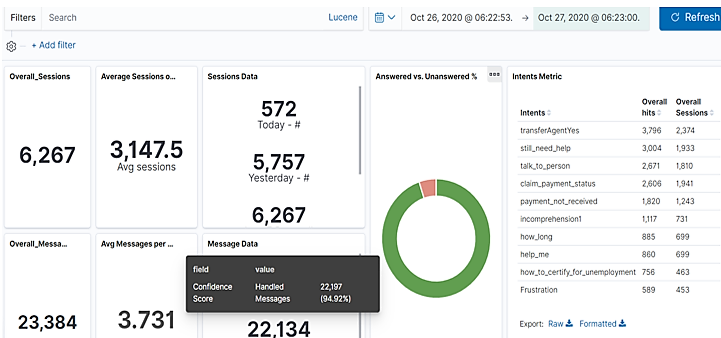 Filters Search Lucene Oct 26, 2020 @ 06:22:53. → Oct 27, 2020 @ 06:23:00. Refresh
+ Add filter
Overall_Sessions
6,267
Average Sessions o...
3,147.5
Avg sessions
Sessions Data
572
Today - #
5,757
Yesterday - #
6,267
Answered vs. Unanswered %
Intents Metric
Intents Overall hits Overall Sessions
transferAgentYes 3,796 2,374
still_need_help 3,004 1,933
talk_to_person 2,671 1,810
claim_payment_status 2,606 1,941
payment_not_received 1,820 1,243
incomprehension1 1,117 731
how_long 885 699
help_me 860 699
how_to_certify_for_unemployment 756 463
Frustration 589 453
Export: Raw Formatted
Overall_Messa...
23,384
Avg Messages per ...
3.731
Message Data
22,134
field value
Confidence Score Handled Messages 22,197 (94.92%)